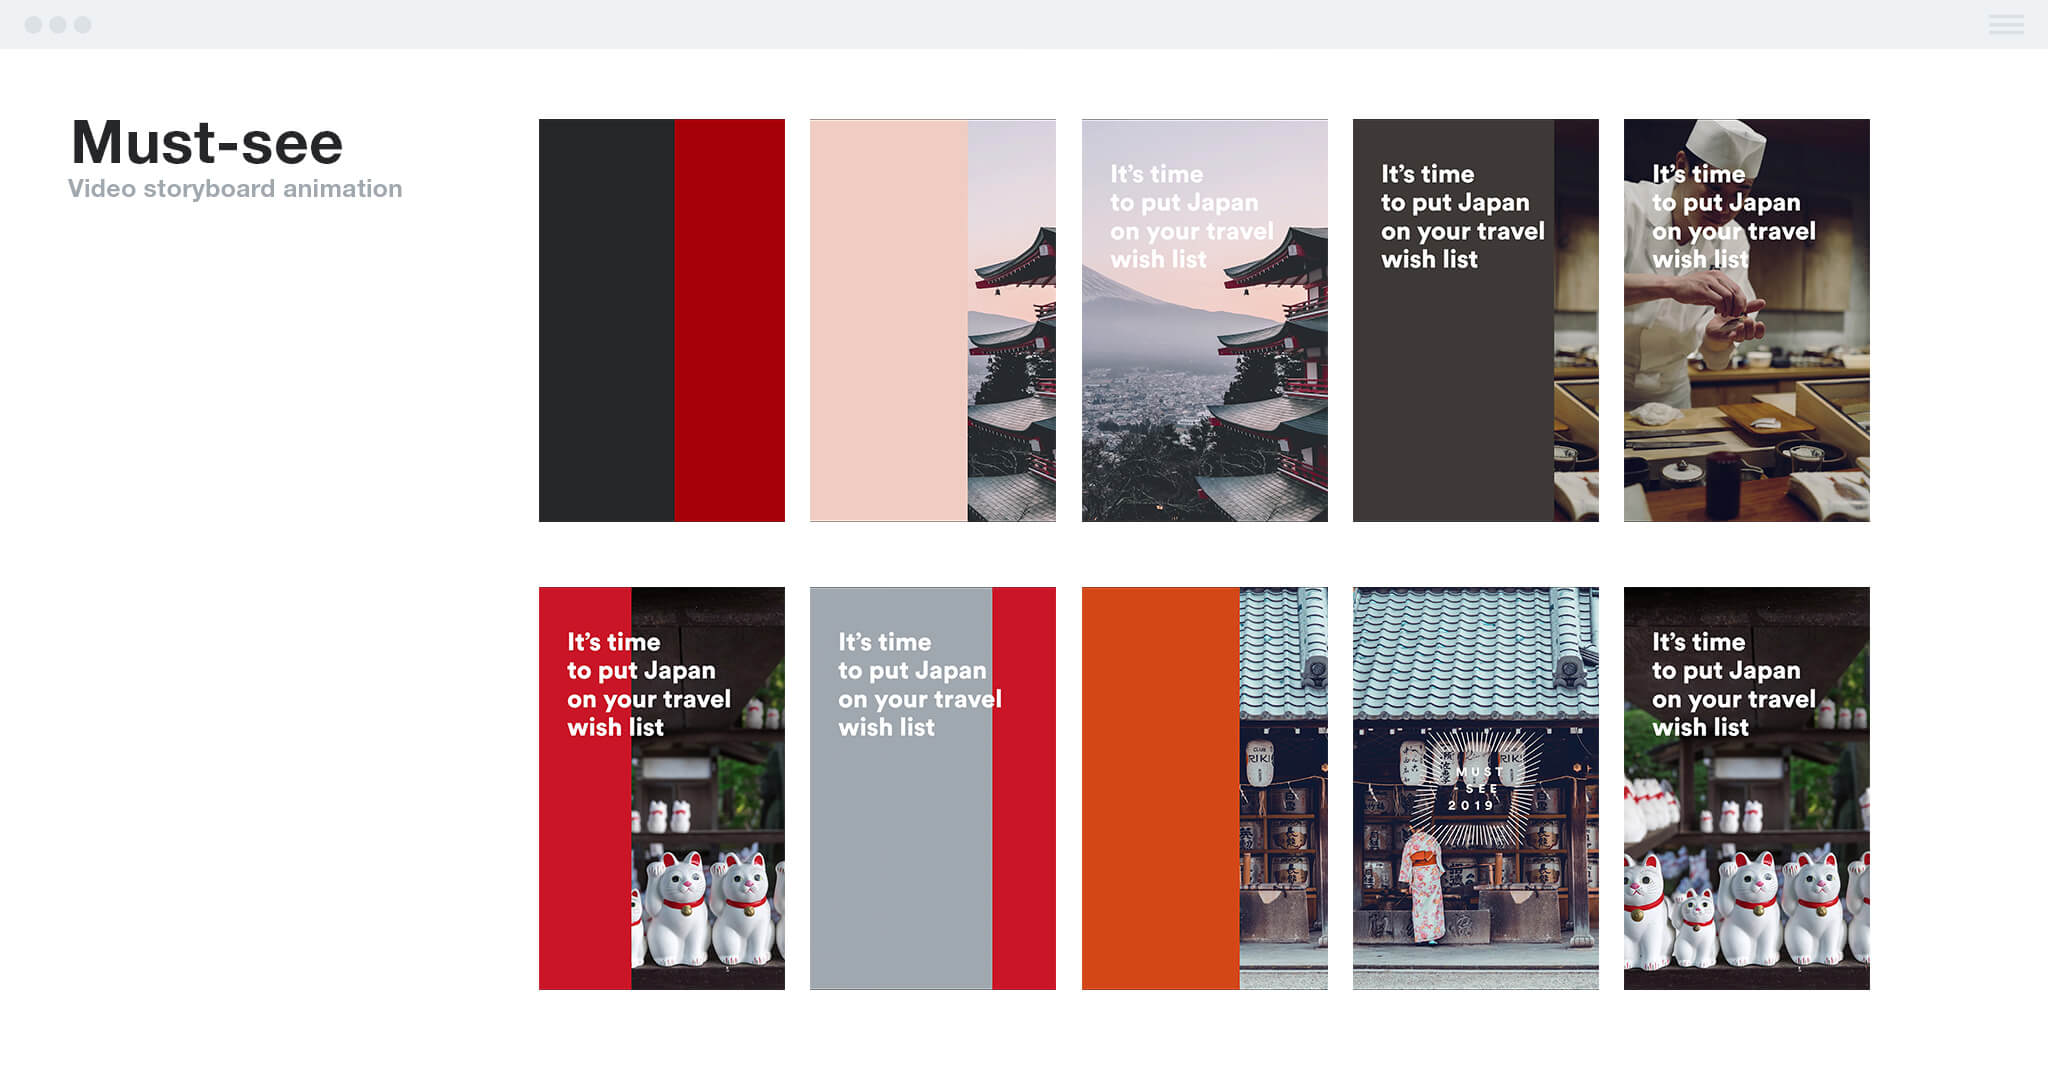 Must-see
Video storyboard animation
It's time
to put Japan
on your travel
wish list
It's time
to put Japan
on your travel
wish list
It's time
to put Japan
on your travel
wish list
It's time
to put Japan
on your travel
wish list
It's time
to put Japan
on your travel
wish list
CLUB
RIKI
MUST
- SEE
2019
It's time
to put Japan
on your travel
wish list